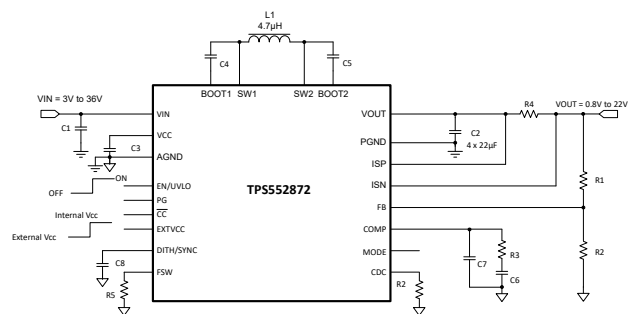 L1
4.7µH
C4
C5
BOOT1 SW1
SW2 BOOT2
VIN = 3V to 36V
C1
VIN
VCC
C3
AGND
ON
OFF
EN/UVLO
PG
CC
Internal Vcc
External Vcc
EXTVCC
DITH/SYNC
C8
FSW
R5
TPS552872
VOUT
R4
VOUT = 0.8V to 22V
C2
4 x 22µF
PGND
ISP
ISN
R1
FB
COMP
C7
R3
C6
R2
MODE
CDC
R2